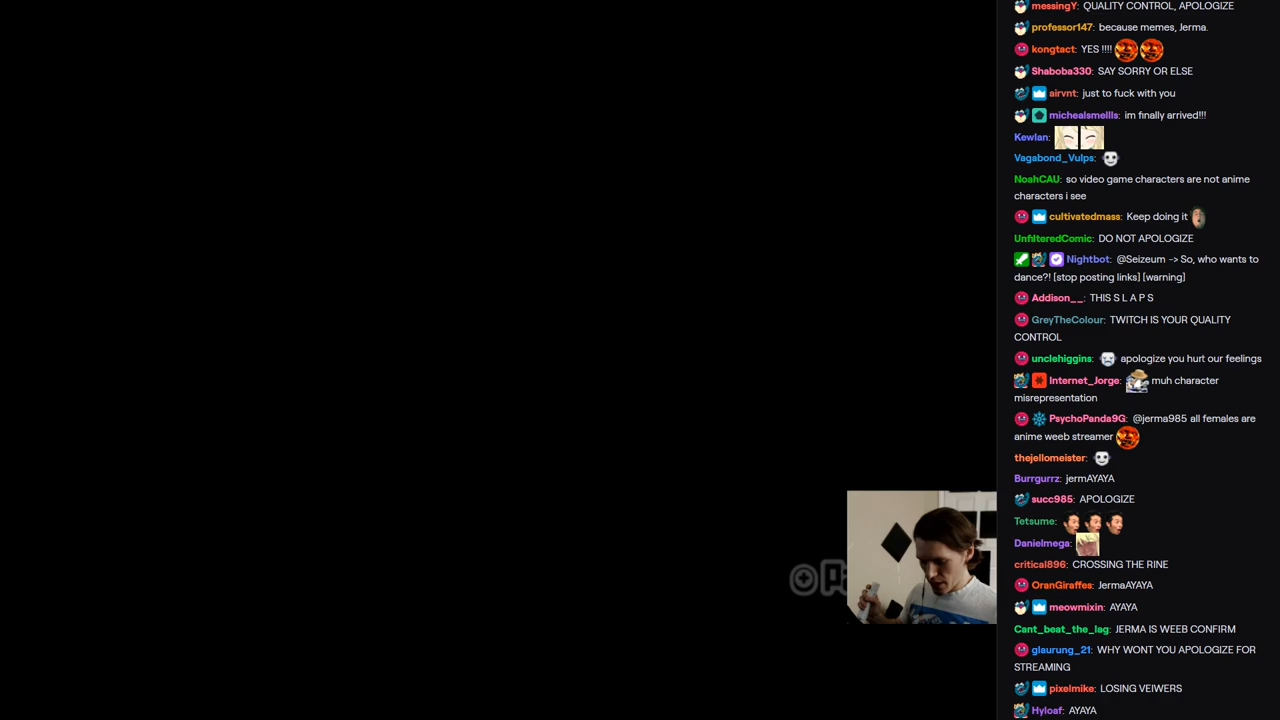 messingY: QUALITY CONTROL, APOLOGIZE
professor147: because memes, Jerma.
kongtact: YES !!!!
Shaboba330: SAY SORRY OR ELSE
airvnt: just to fuck with you
michealsmellls: im finally arrived!!!
Kewlan:
Vagabond_Vulps:
NoahCAU: so video game characters are not anime
characters i see
cultivatedmass: Keep doing it
UnfilteredComic: DO NOT APOLOGIZE
Nightbot: @Seizeum -> So, who wants to
dance?! [stop posting links] [warning]
Addison__: THIS S L A P S
GreyTheColour: TWITCH IS YOUR QUALITY
CONTROL
unclehiggins: apologize you hurt our feelings
Internet_Jorge: muh character
misrepresentation
PsychoPanda9G: @jerma985 all females are
anime weeb streamer
thejellomeister:
Burrgurrz: jermAYAYA
succ985: APOLOGIZE
Tetsume:
Danielmega:
critical896: CROSSING THE RINE
OranGiraffes: JermaAYAYA
meowmixin: AYAYA
Cant_beat_the_lag: JERMA IS WEEB CONFIRM
glaurung_21: WHY WONT YOU APOLOGIZE FOR
STREAMING
pixelmike: LOSING VEIWERS
Hyloaf: AYAYA